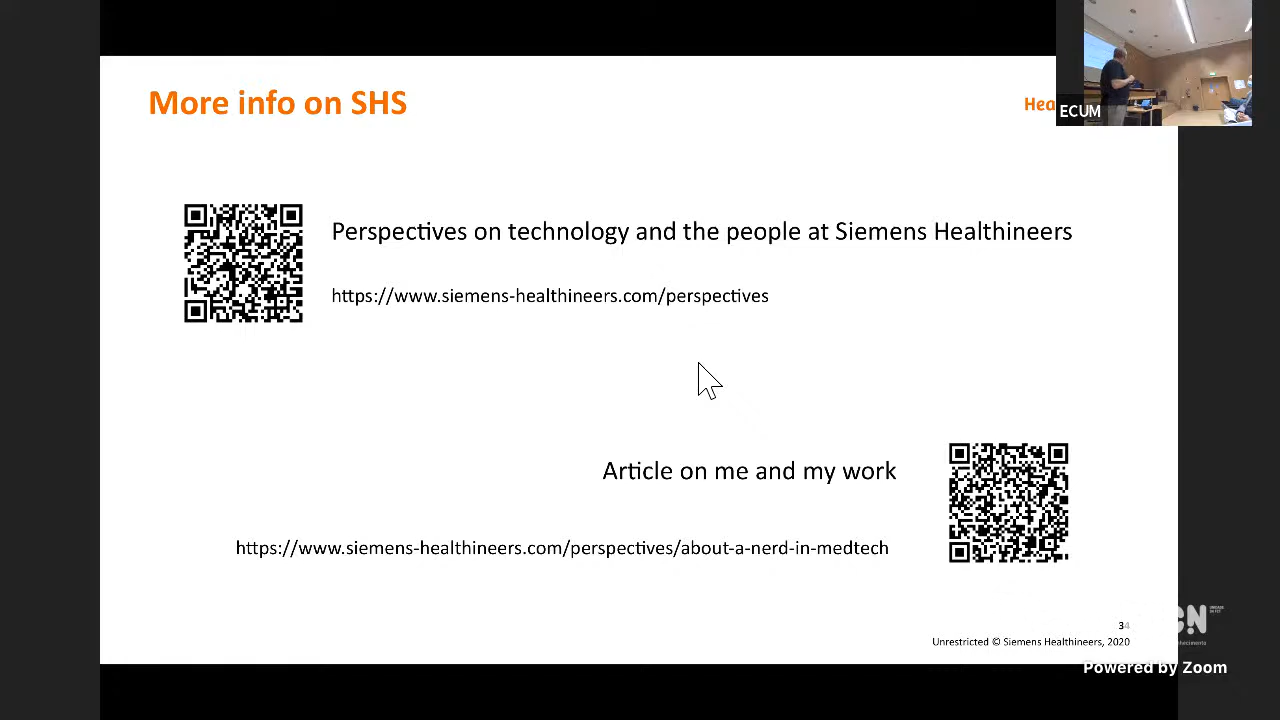 More info on SHS
Hea
ECUM
Perspectives on technology and the people at Siemens Healthineers
https://www.siemens-healthineers.com/perspectives
Article on me and my work
https://www.siemens-healthineers.com/perspectives/about-a-nerd-in-medtech
34
Unrestricted © Siemens Healthineers, 2020
Powered by Zoom